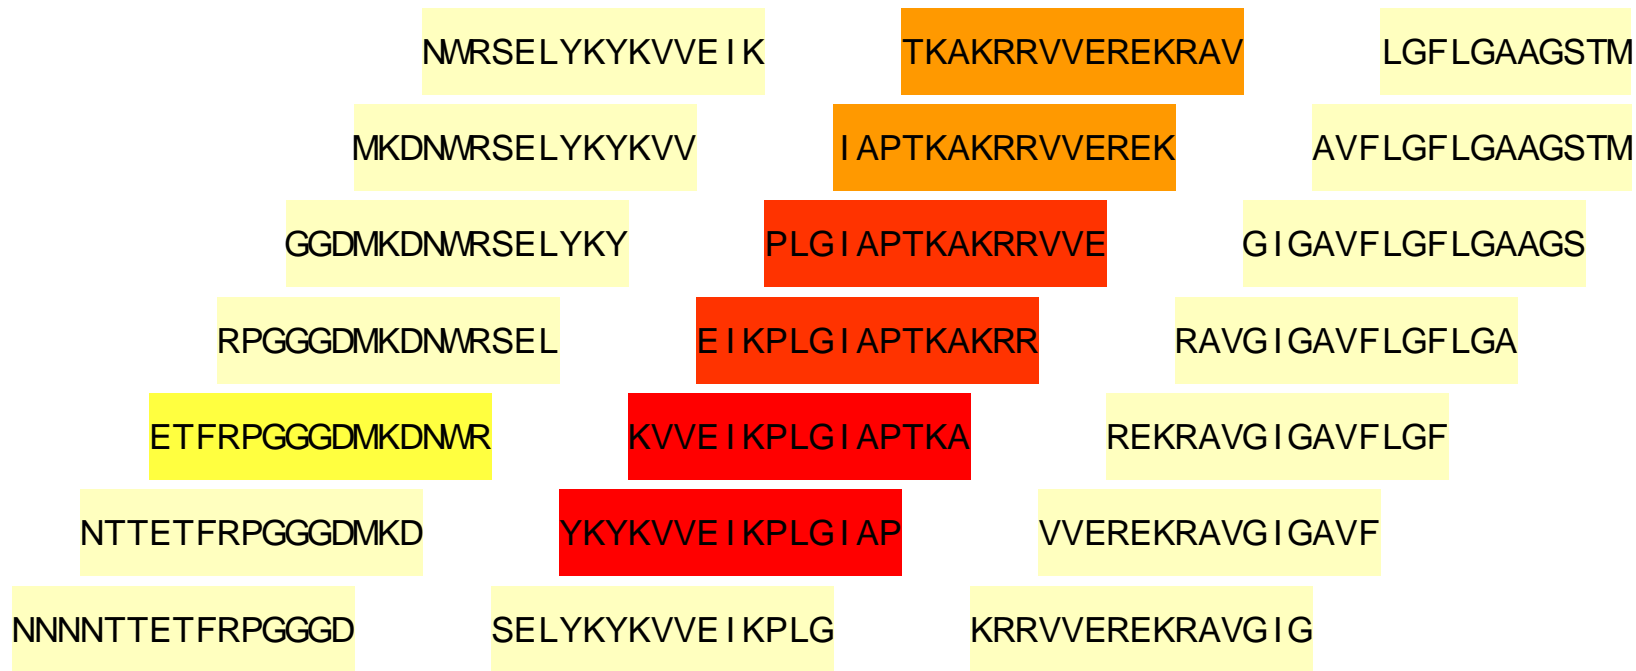 NWRSELYKYKVVEIK TKAKRRVVEREKRAV LGFLGAAGSTM
MKDNWRSELYKYKVV IAPTKAKRRVVEREK AVFLGFLGAAGSTM
GGDMKDNWRSELYKY PLGIAPTKAKRRVVE GIGAVFLGFLGAAGS
RPGGGDMKDNWRSEL EIKPLGIAPTKAKRR RAVGIGAVFLGFLGA
ETFRPGGGDMKDNWR KVVEIKPLGIAPTKA REKRAVGIGAVFLGF
NTTETFRPGGGDMKD YKYKVVEIKPLGIAP VVEREKRAVGIGAVF
NNNNTTETFRPGGGD SELYKYKVVEIKPLG KRRVVEREKRAVGIG